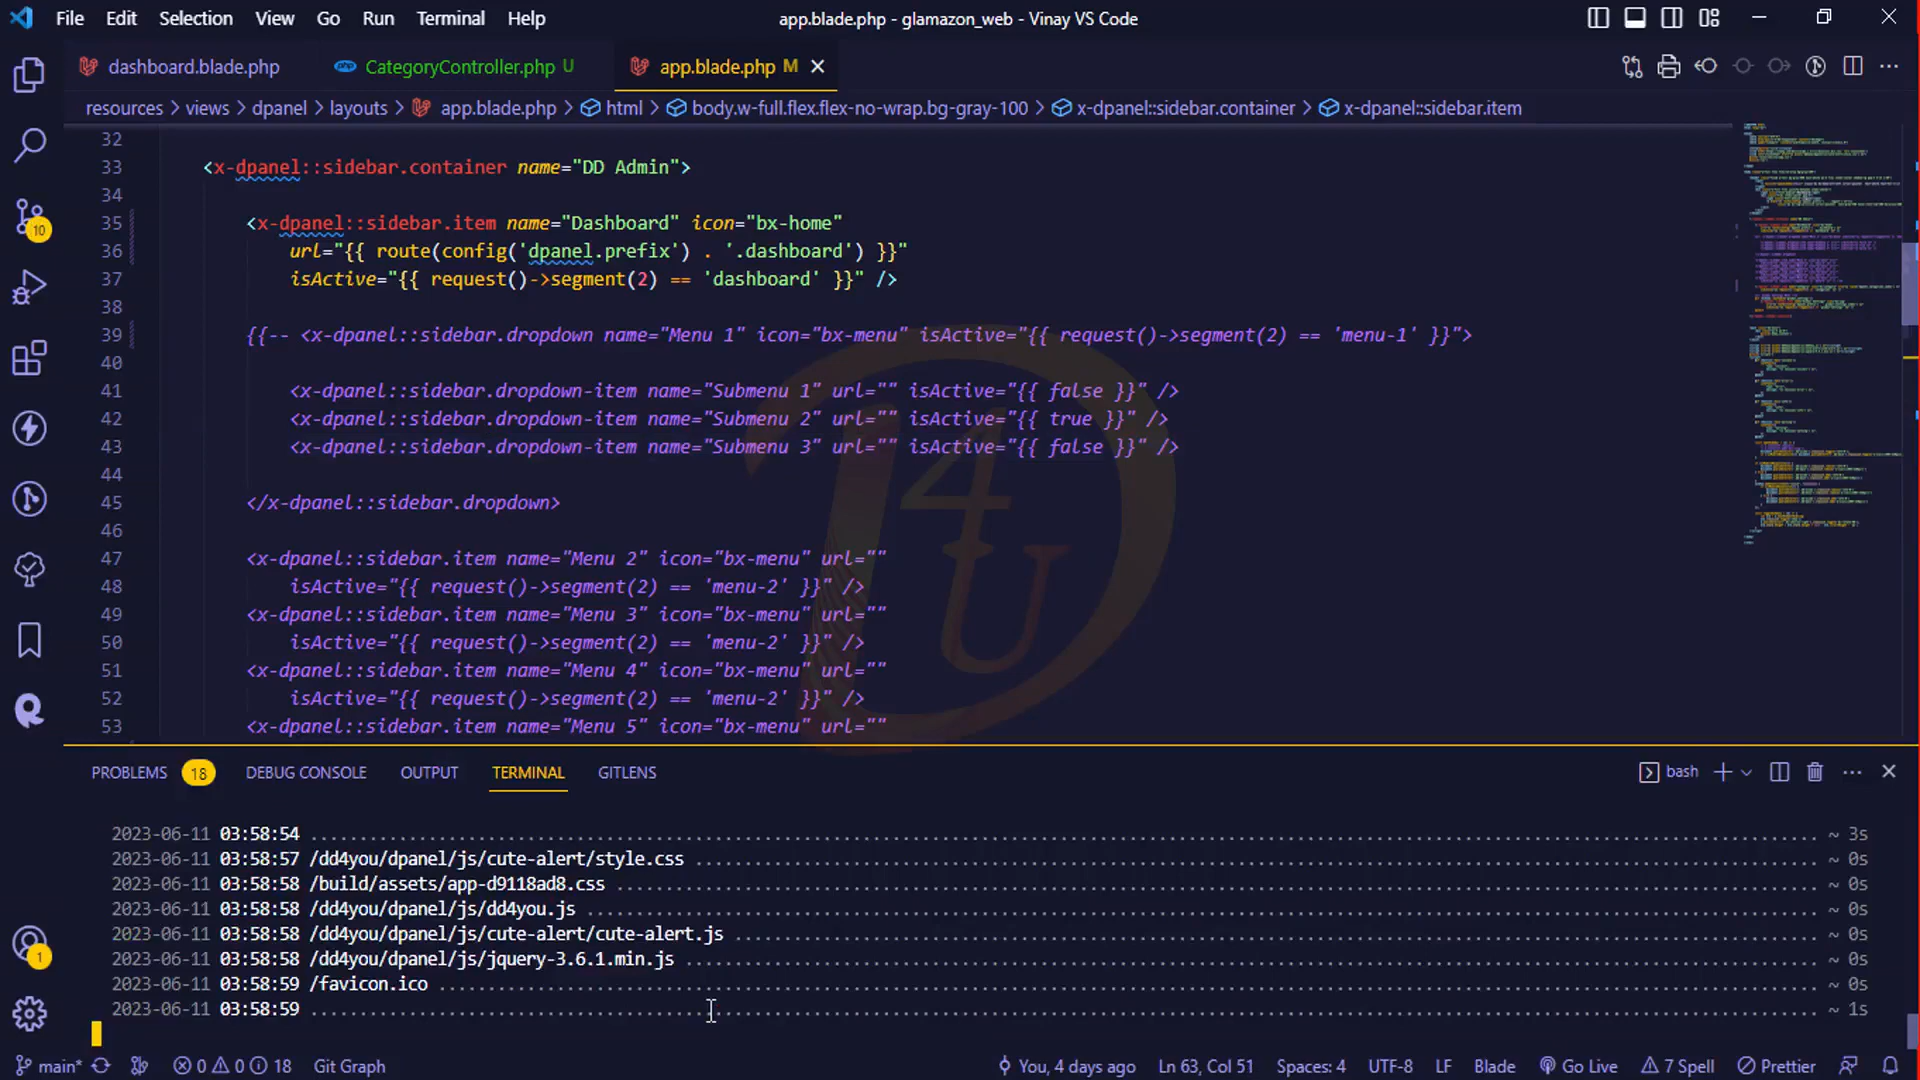 File Edit Selection View Go Run Terminal Help app.blade.php - glamazon_web - Vinay VS Code
dashboard.blade.php php CategoryController.php U app.blade.php M
resources > views > dpanel > layouts > app.blade.php > html > body.w-full.flex.flex-no-wrap.bg-gray-100 > x-dpanel::sidebar.container > x-dpanel::sidebar.item
32
33 <x-dpanel::sidebar.container name="DD Admin">
34
35 <x-dpanel::sidebar.item name="Dashboard" icon="bx-home"
36 url="{{ route(config('dpanel.prefix') . '.dashboard') }}"
37 isActive="{{ request()->segment(2) == 'dashboard' }}" />
38
39 {{-- <x-dpanel::sidebar.dropdown name="Menu 1" icon="bx-menu" isActive="{{ request()->segment(2) == 'menu-1' }}">
40
41 <x-dpanel::sidebar.dropdown-item name="Submenu 1" url="" isActive="{{ false }}" />
42 <x-dpanel::sidebar.dropdown-item name="Submenu 2" url="" isActive="{{ true }}" />
43 <x-dpanel::sidebar.dropdown-item name="Submenu 3" url="" isActive="{{ false }}" />
44
45 </x-dpanel::sidebar.dropdown>
46
47 <x-dpanel::sidebar.item name="Menu 2" icon="bx-menu" url=""
48 isActive="{{ request()->segment(2) == 'menu-2' }}" />
49 <x-dpanel::sidebar.item name="Menu 3" icon="bx-menu" url=""
50 isActive="{{ request()->segment(2) == 'menu-2' }}" />
51 <x-dpanel::sidebar.item name="Menu 4" icon="bx-menu" url=""
52 isActive="{{ request()->segment(2) == 'menu-2' }}" />
53 <x-dpanel::sidebar.item name="Menu 5" icon="bx-menu" url=""
4
U
10
1
PROBLEMS 18 DEBUG CONSOLE OUTPUT TERMINAL GITLENS bash
2023-06-11 03:58:54 ........ ~ 3s
2023-06-11 03:58:57 /dd4you/dpanel/js/cute-alert/style.css ........ ~ 0s
2023-06-11 03:58:58 /build/assets/app-d9118ad8.css ........ ~ 0s
2023-06-11 03:58:58 /dd4you/dpanel/js/dd4you.js ........ ~ 0s
2023-06-11 03:58:58 /dd4you/dpanel/js/cute-alert/cute-alert.js ........ ~ 0s
2023-06-11 03:58:58 /dd4you/dpanel/js/jquery-3.6.1.min.js ........ ~ 0s
2023-06-11 03:58:59 /favicon.ico ........ ~ 0s
2023-06-11 03:58:59 ........ ~ 1s
main* 0 0 18 Git Graph You, 4 days ago Ln 63, Col 51 Spaces: 4 UTF-8 LF Blade Go Live 7 Spell Prettier